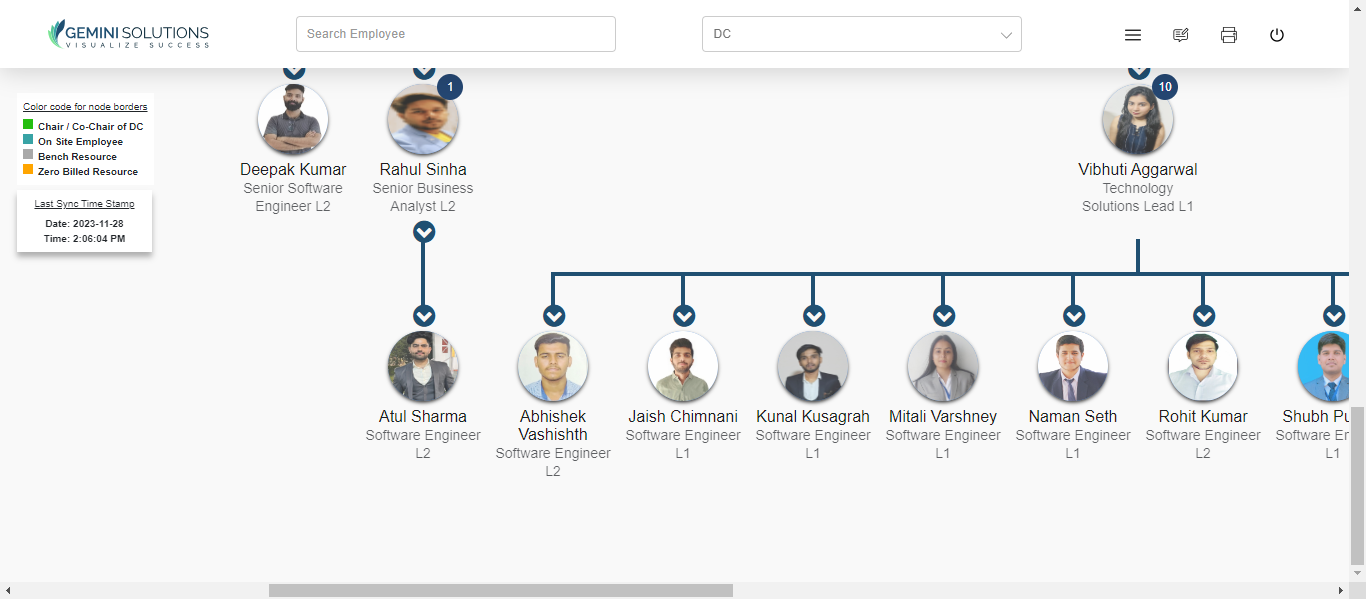 GEMINI SOLUTIONS
VISUALIZE SUCCESS
Search Employee
DC
Color code for node borders
Chair / Co-Chair of DC
On Site Employee
Bench Resource
Zero Billed Resource
Last Sync Time Stamp
Date: 2023-11-28
Time: 2:06:04 PM
Deepak Kumar
Senior Software
Engineer L2
1
Rahul Sinha
Senior Business
Analyst L2
10
Vibhuti Aggarwal
Technology
Solutions Lead L1
Atul Sharma
Software Engineer
L2
Abhishek
Vashishth
Software Engineer
L2
Jaish Chimnani
Software Engineer
L1
Kunal Kusagrah
Software Engineer
L1
Mitali Varshney
Software Engineer
L1
Naman Seth
Software Engineer
L1
Rohit Kumar
Software Engineer
L2
Shubh
Software
L1